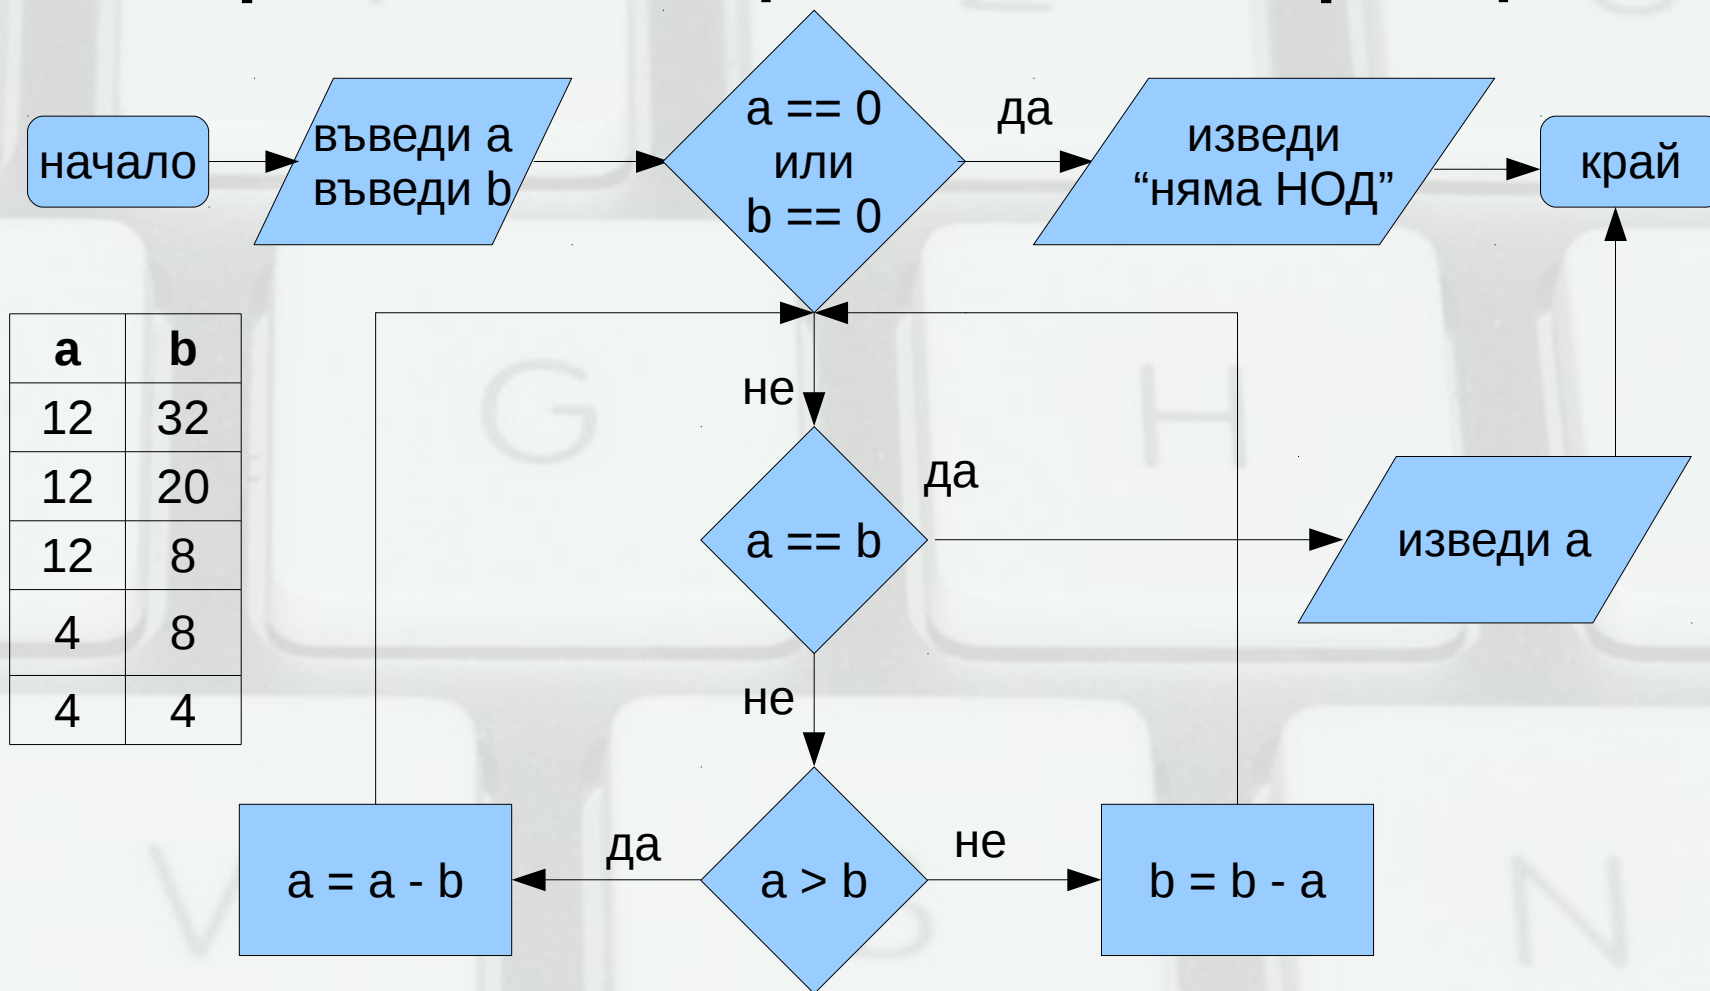 начало
въведи a
въведи b
a == 0
или
b == 0
да
изведи
“няма НОД”
край
a b
12 32
12 20
12 8
4 8
4 4
не
a == b
да
изведи a
не
a > b
да
a = a - b
не
b = b - a
G
H
V
B
N